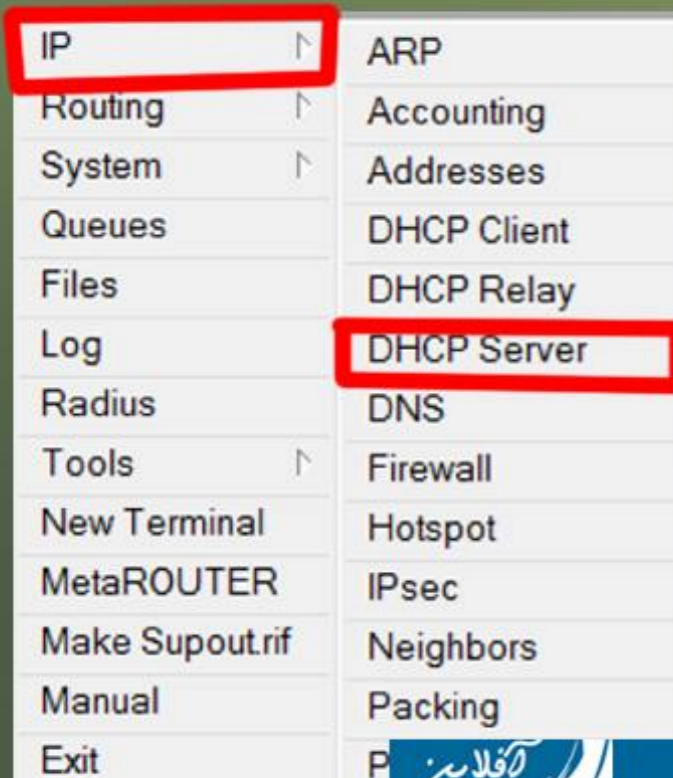 IP
Routing
System
Queues
Files
Log
Radius
Tools
New Terminal
MetaROUTER
Make Supout.rif
Manual
Exit
ARP
Accounting
Addresses
DHCP Client
DHCP Relay
DHCP Server
DNS
Firewall
Hotspot
IPsec
Neighbors
Packing
P
آفلاین